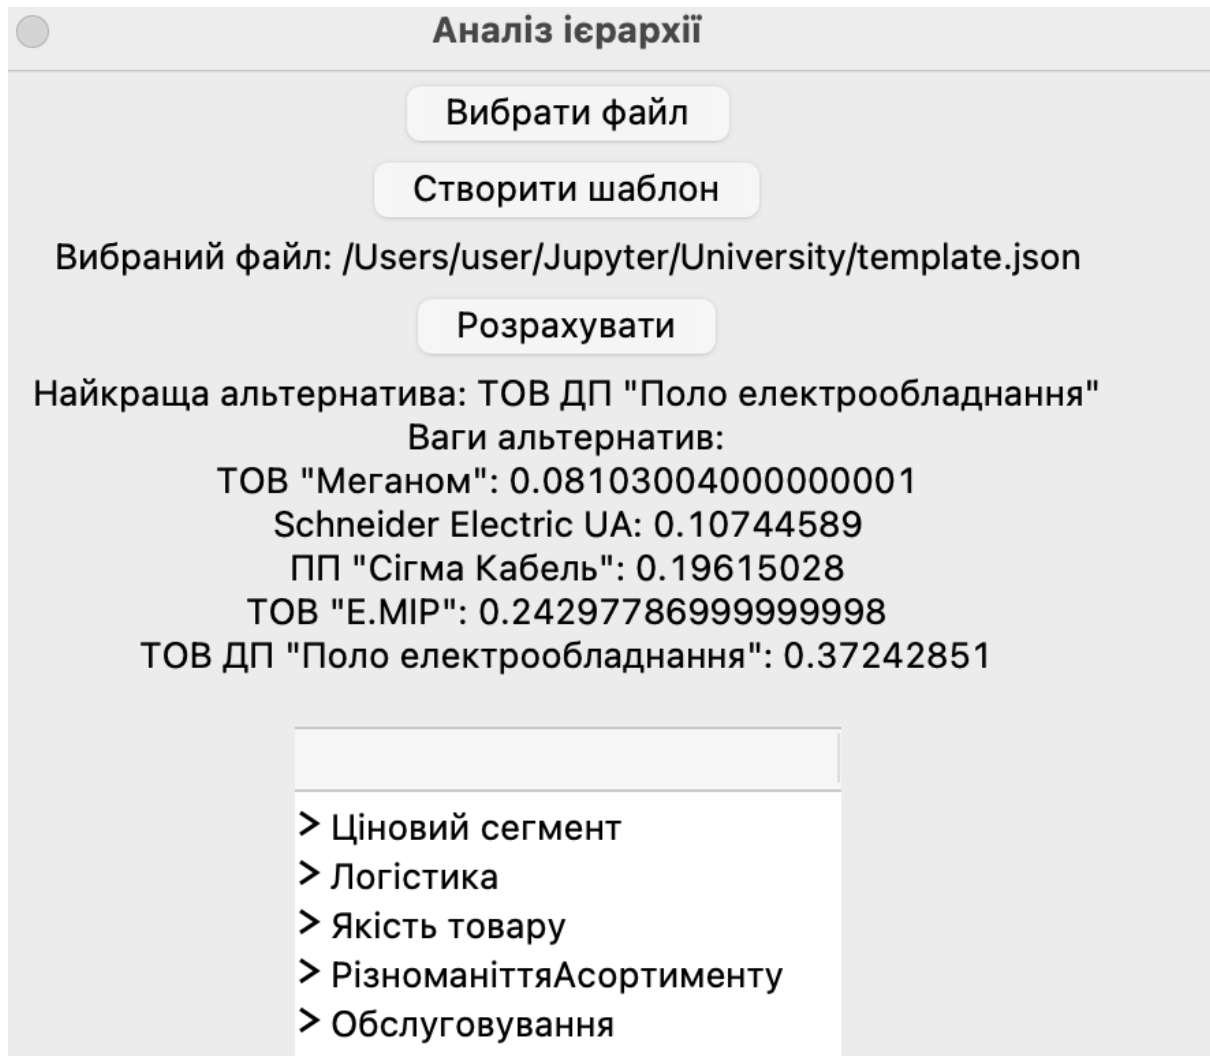 Аналіз ієрархії
Вибрати файл
Створити шаблон
Вибраний файл: /Users/user/Jupyter/University/template.json
Розрахувати
Найкраща альтернатива: ТОВ ДП "Поло електрообладнання"
Ваги альтернатив:
ТОВ "Меганом": 0.08103004000000001
Schneider Electric UA: 0.10744589
ПП "Сігма Кабель": 0.19615028
ТОВ "Е.МІР": 0.24297786999999998
ТОВ ДП "Поло електрообладнання": 0.37242851
> Ціновий сегмент
> Логістика
> Якість товару
> РізноманіттяАсортименту
> Обслуговування